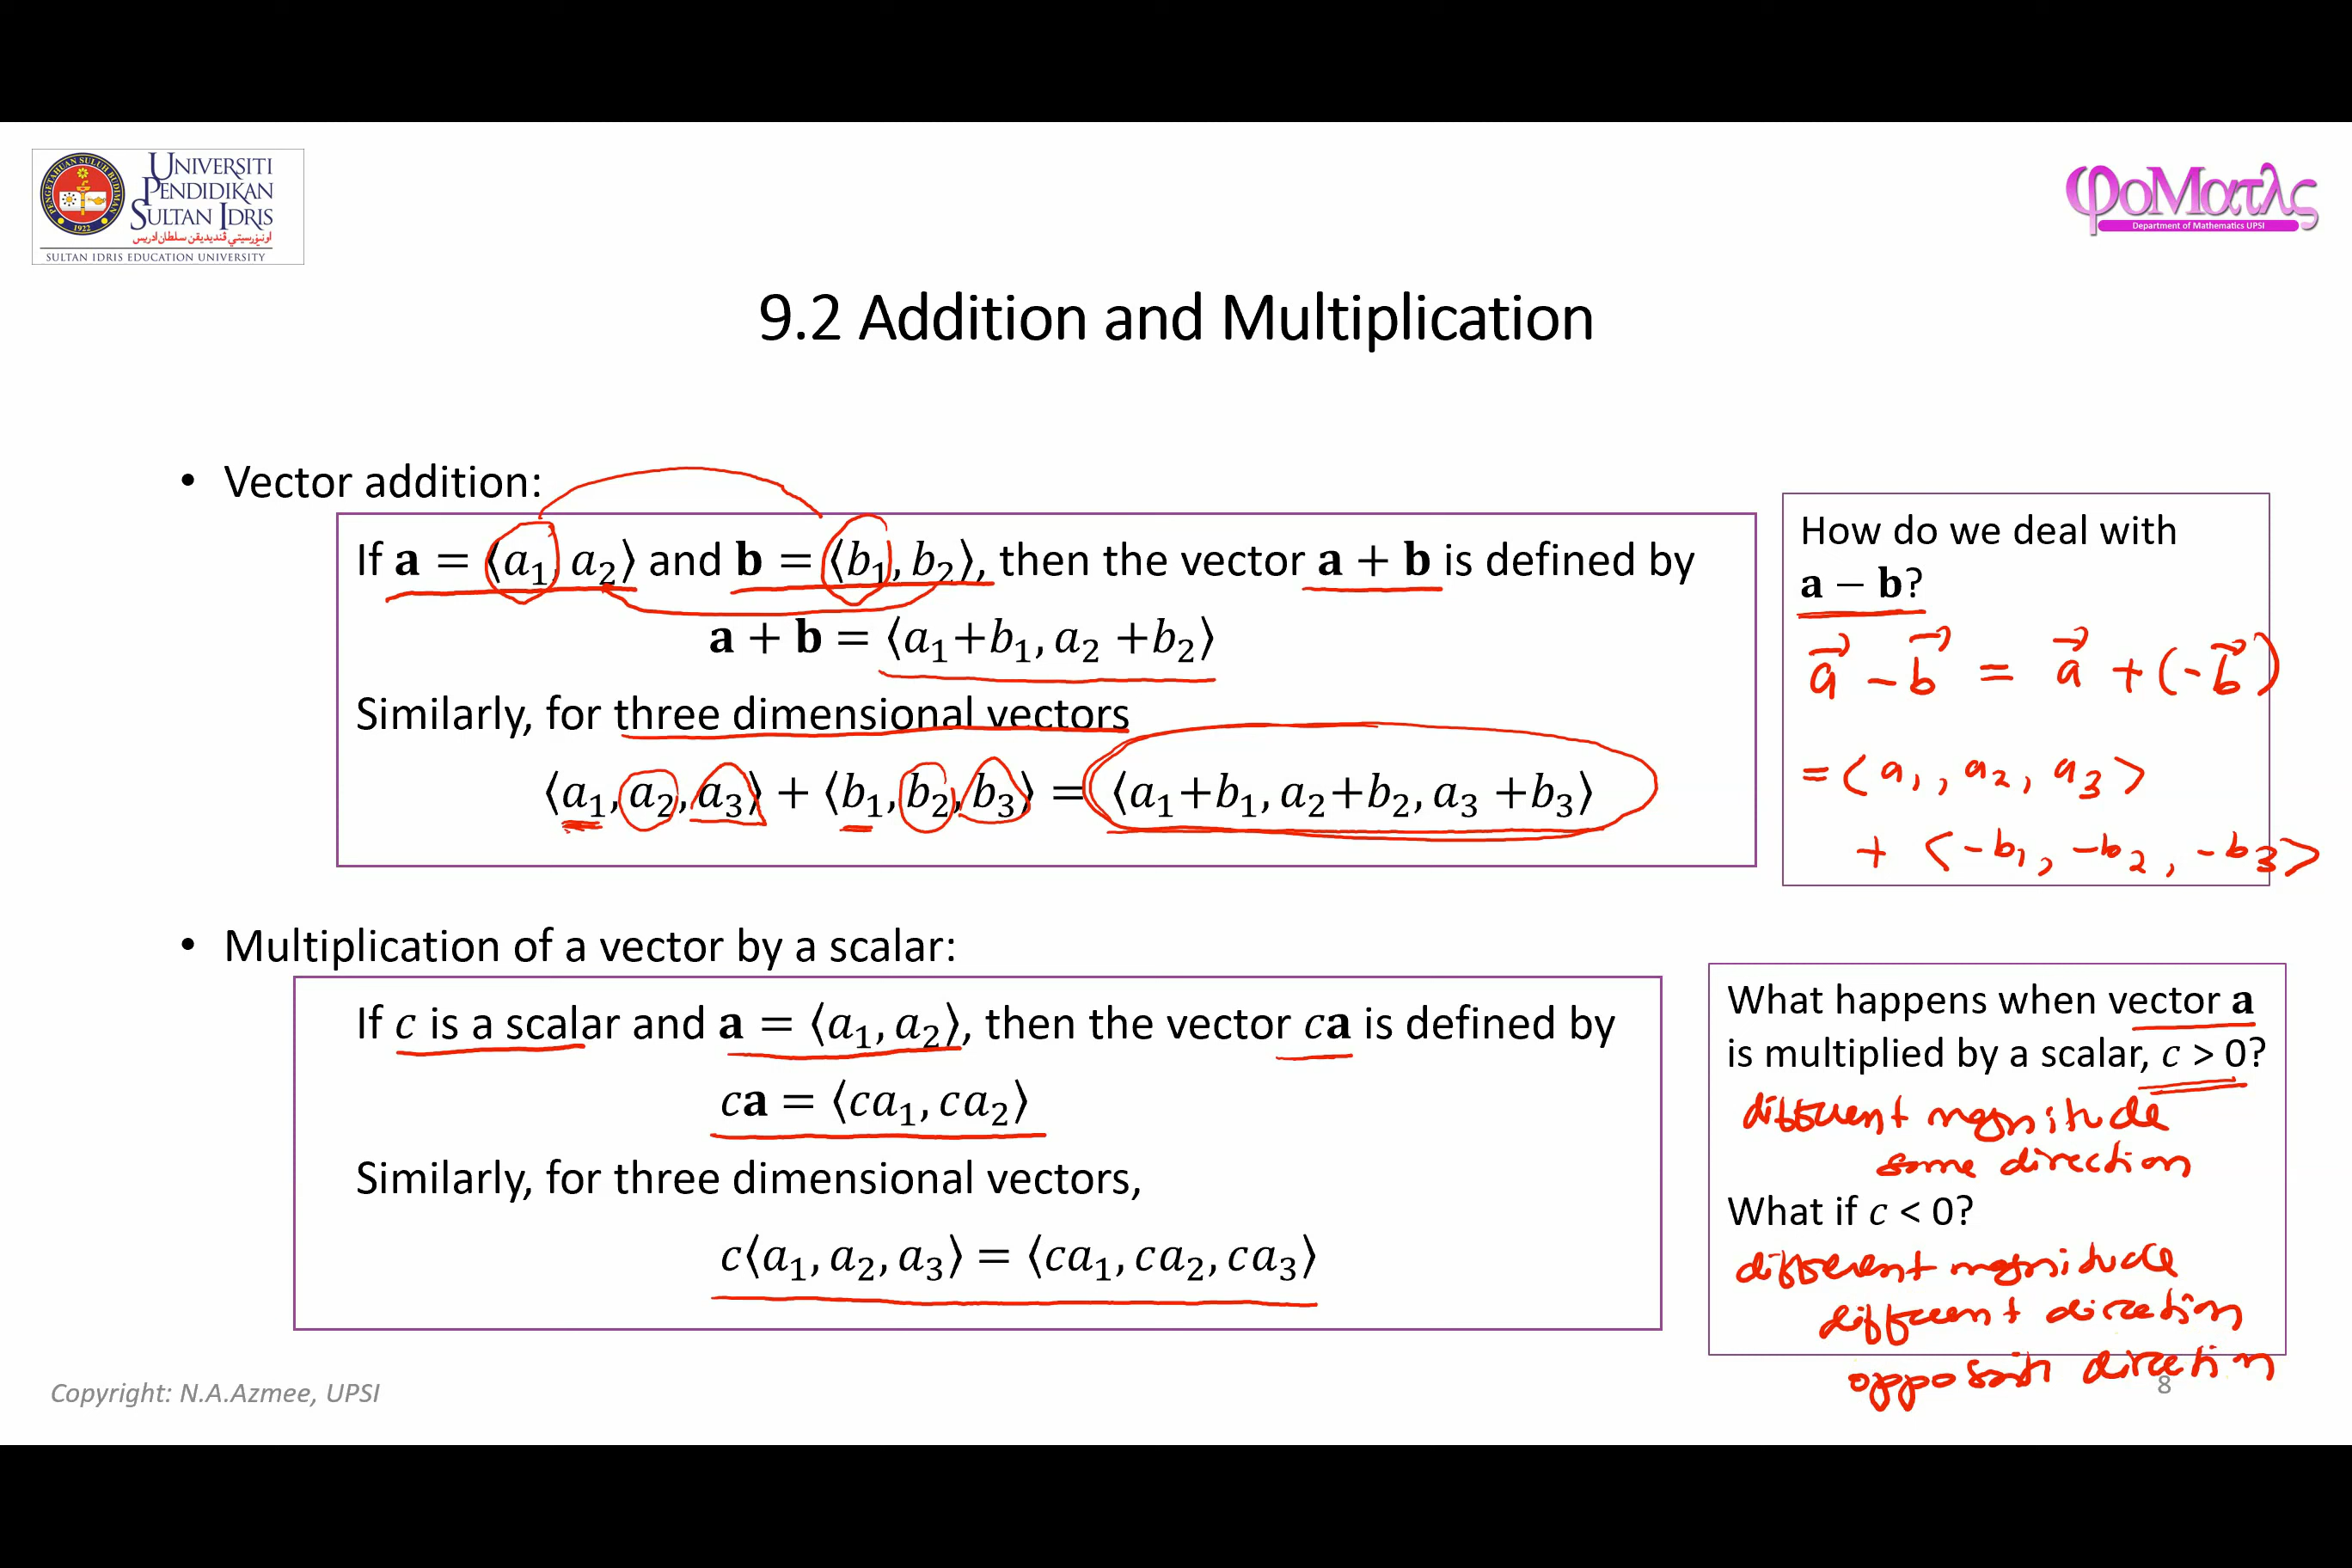 UNIVERSITI
PENDIDIKAN
SULTAN IDRIS
اونيۏرسيتي ڤنديديقن سلطان ادريس
SULTAN IDRIS EDUCATION UNIVERSITY
φoMατλς
Department of Mathematics UPSI
9.2 Addition and Multiplication
• Vector addition:
If a = ⟨a₁, a₂⟩ and b = ⟨b₁, b₂⟩, then the vector a + b is defined by
a + b = ⟨a₁+b₁, a₂ +b₂⟩
Similarly, for three dimensional vectors
⟨a₁, a₂, a₃⟩ + ⟨b₁, b₂, b₃⟩ = ⟨a₁+b₁, a₂+b₂, a₃ +b₃⟩
How do we deal with
a − b?
a⃗ − b⃗ = a⃗ + (−b⃗)
= ⟨a₁, a₂, a₃⟩
+ ⟨−b₁, −b₂, −b₃⟩
• Multiplication of a vector by a scalar:
If c is a scalar and a = ⟨a₁, a₂⟩, then the vector ca is defined by
ca = ⟨ca₁, ca₂⟩
Similarly, for three dimensional vectors,
c⟨a₁, a₂, a₃⟩ = ⟨ca₁, ca₂, ca₃⟩
What happens when vector a
is multiplied by a scalar, c > 0?
different magnitude
same direction
What if c < 0?
different magnitude
different direction
opposite direction
Copyright: N.A.Azmee, UPSI
8